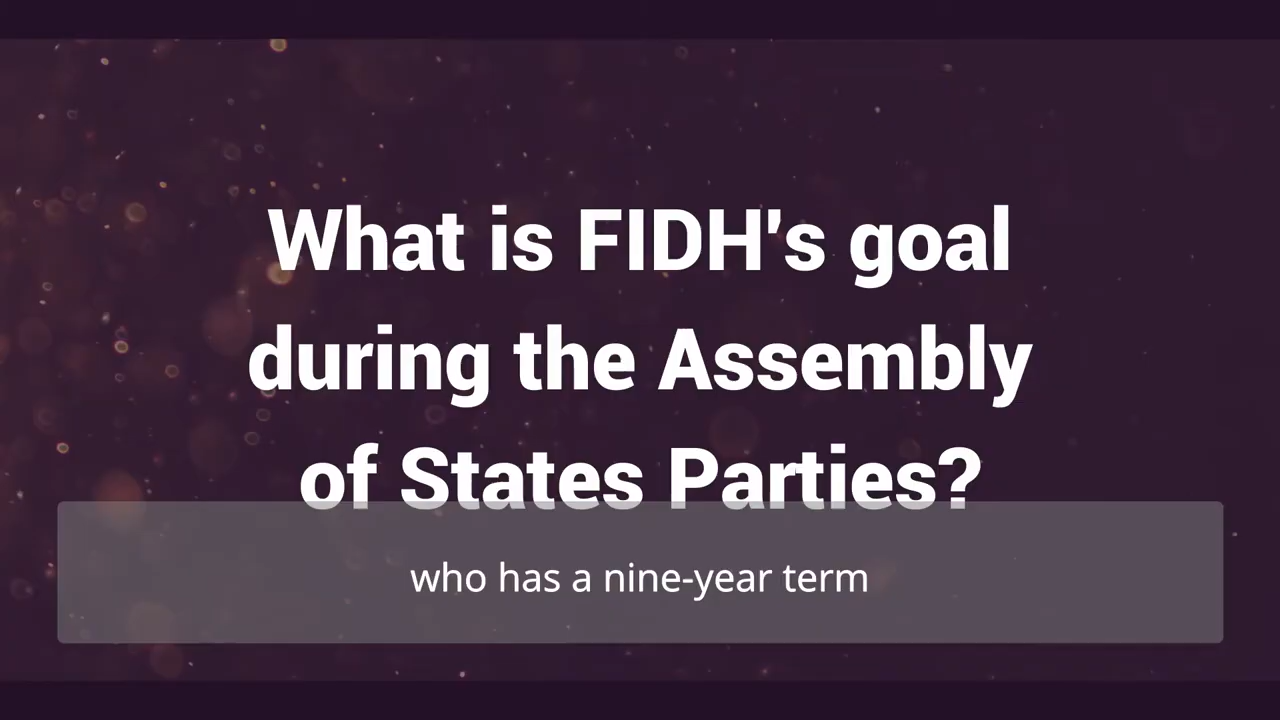 What is FIDH's goal
during the Assembly
of States Parties?
who has a nine-year term